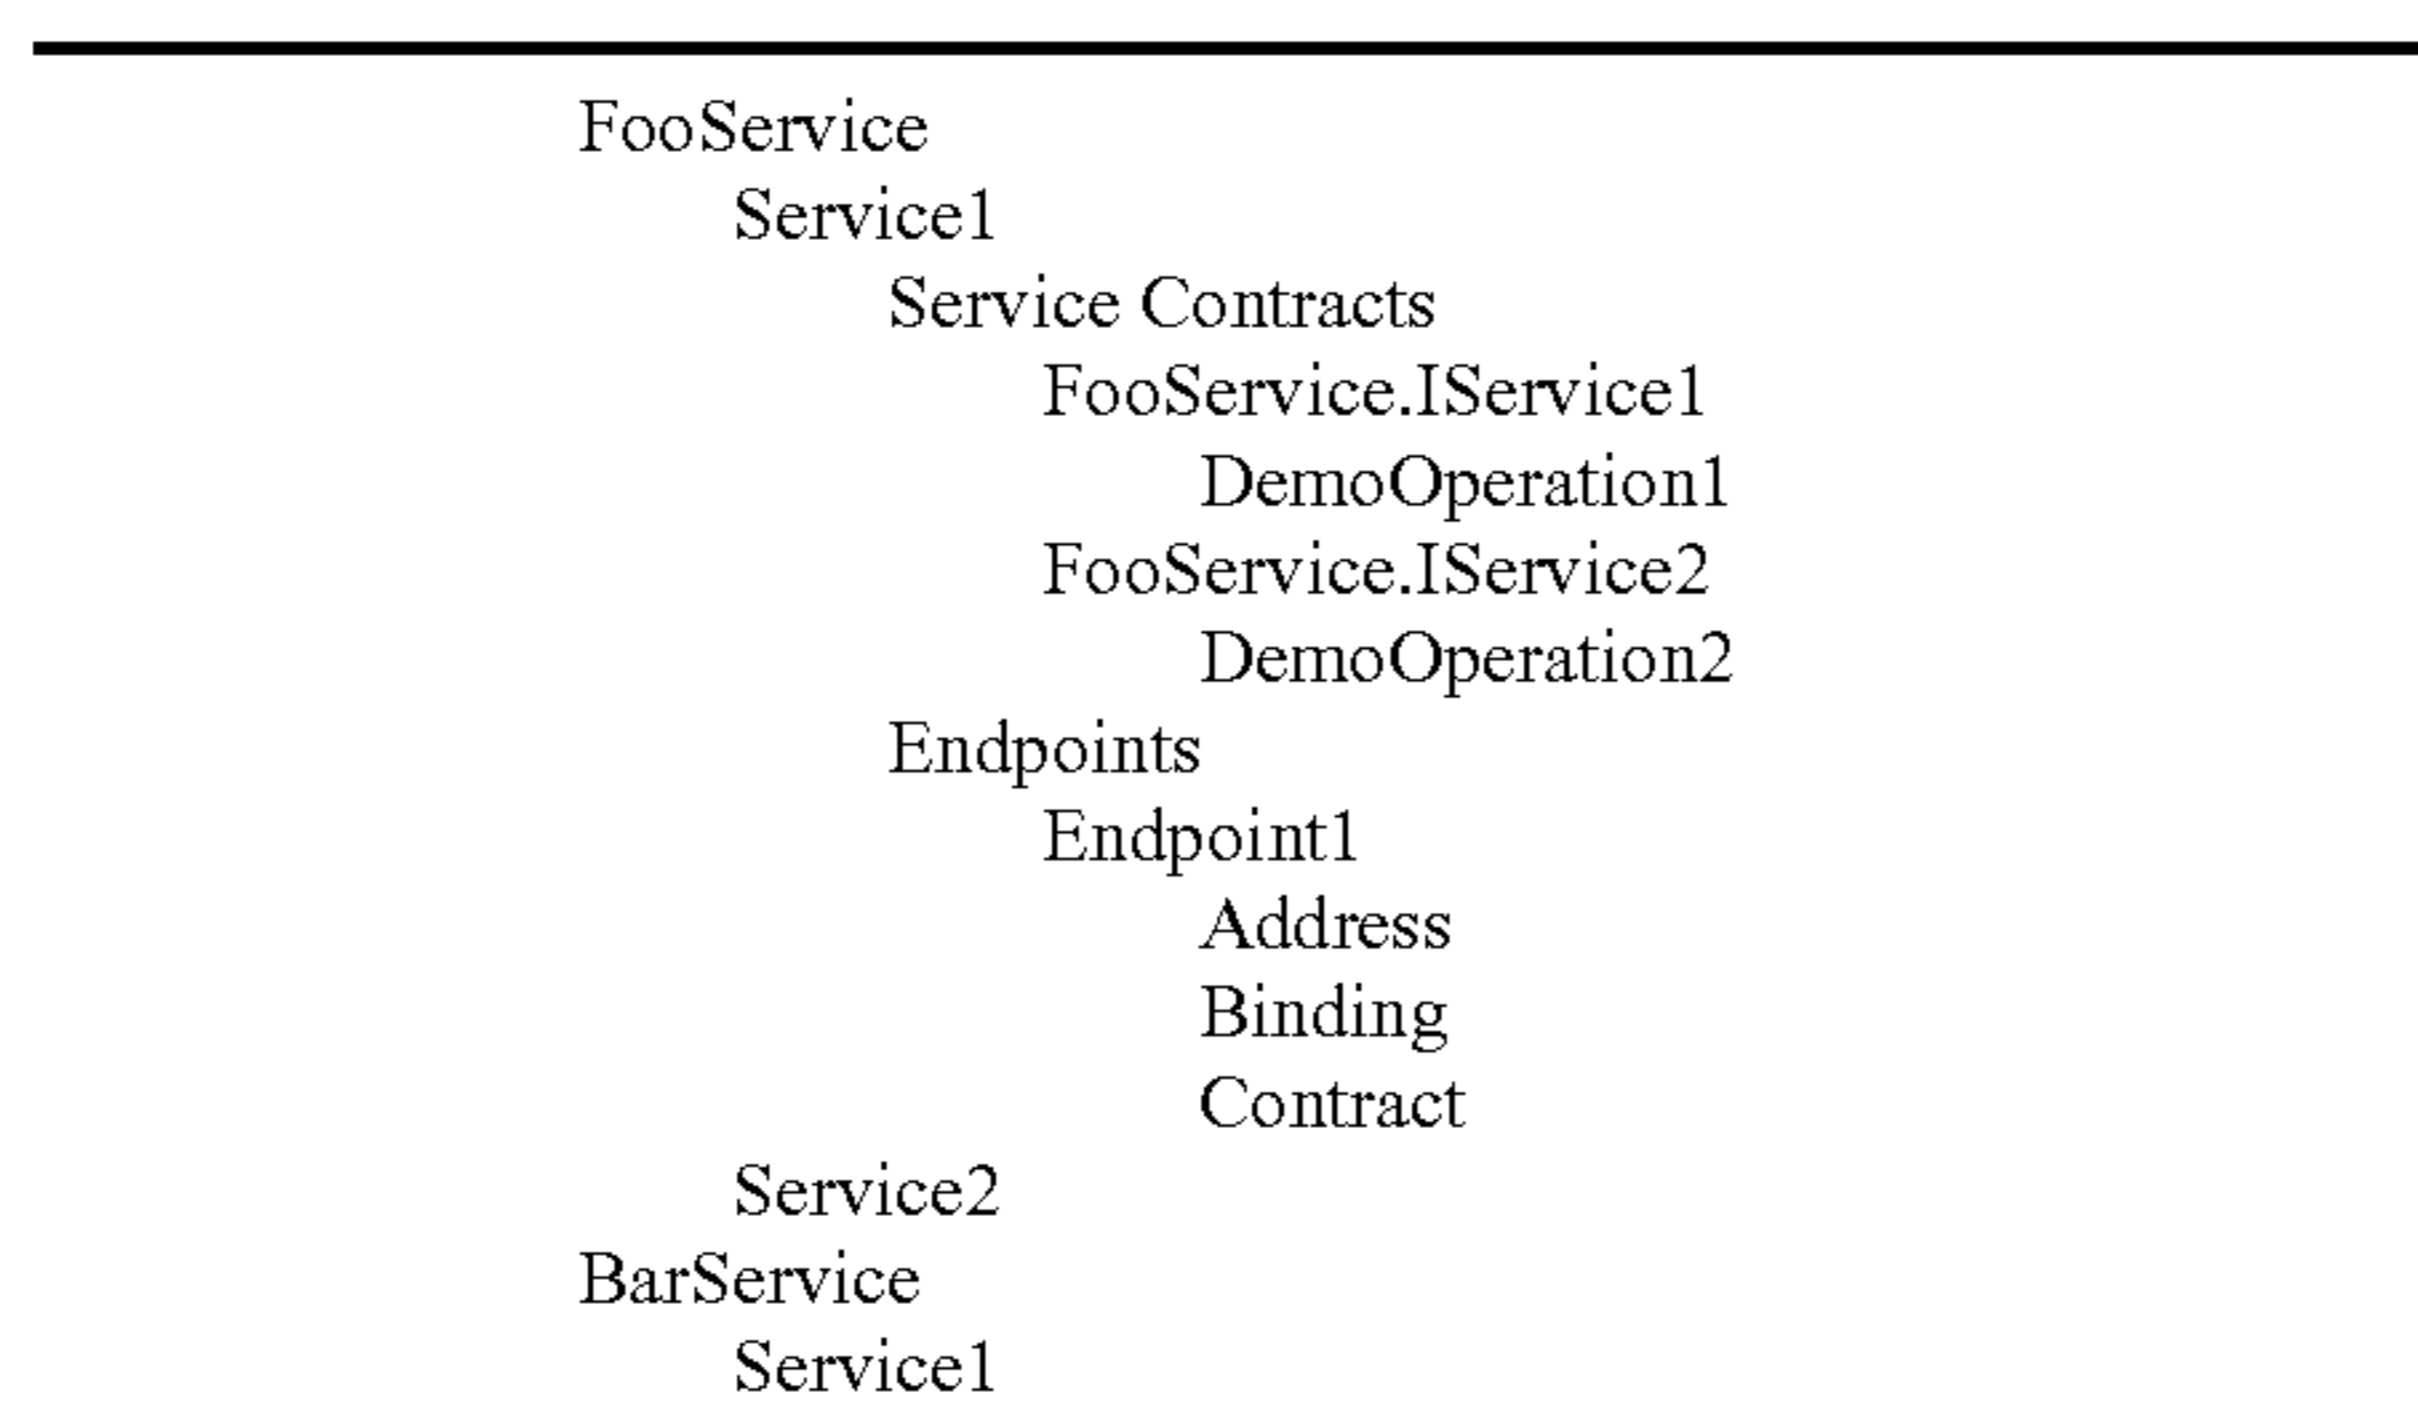 FooService
Service1
Service Contracts
FooService.IService1
DemoOperation1
FooService.IService2
DemoOperation2
Endpoints
Endpoint1
Address
Binding
Contract
Service2
BarService
Service1